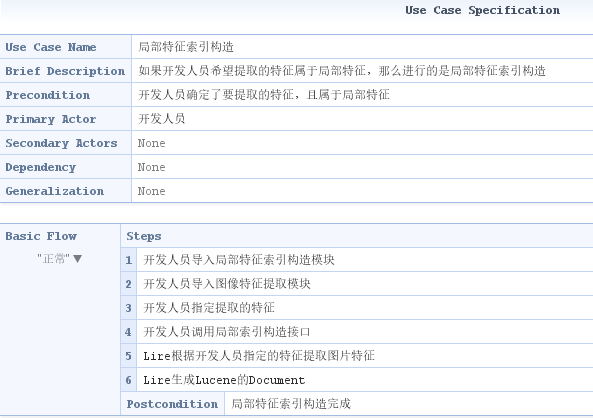 Use Case Specification
Use Case Name 局部特征索引构造
Brief Description 如果开发人员希望提取的特征属于局部特征，那么进行的是局部特征索引构造
Precondition 开发人员确定了要提取的特征，且属于局部特征
Primary Actor 开发人员
Secondary Actors None
Dependency None
Generalization None
Basic Flow Steps
"正常" ▼
1 开发人员导入局部特征索引构造模块
2 开发人员导入图像特征提取模块
3 开发人员指定提取的特征
4 开发人员调用局部索引构造接口
5 Lire根据开发人员指定的特征提取图片特征
6 Lire生成Lucene的Document
Postcondition 局部特征索引构造完成